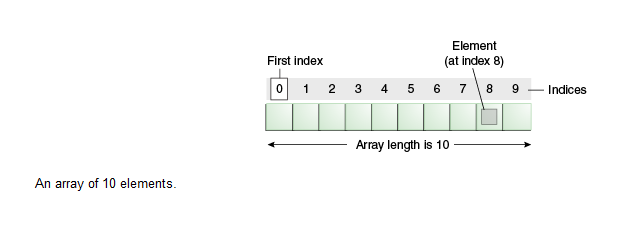 Element
First index (at index 8)
0 1 2 3 4 5 6 7 8 9 Indices
Array length is 10
An array of 10 elements.